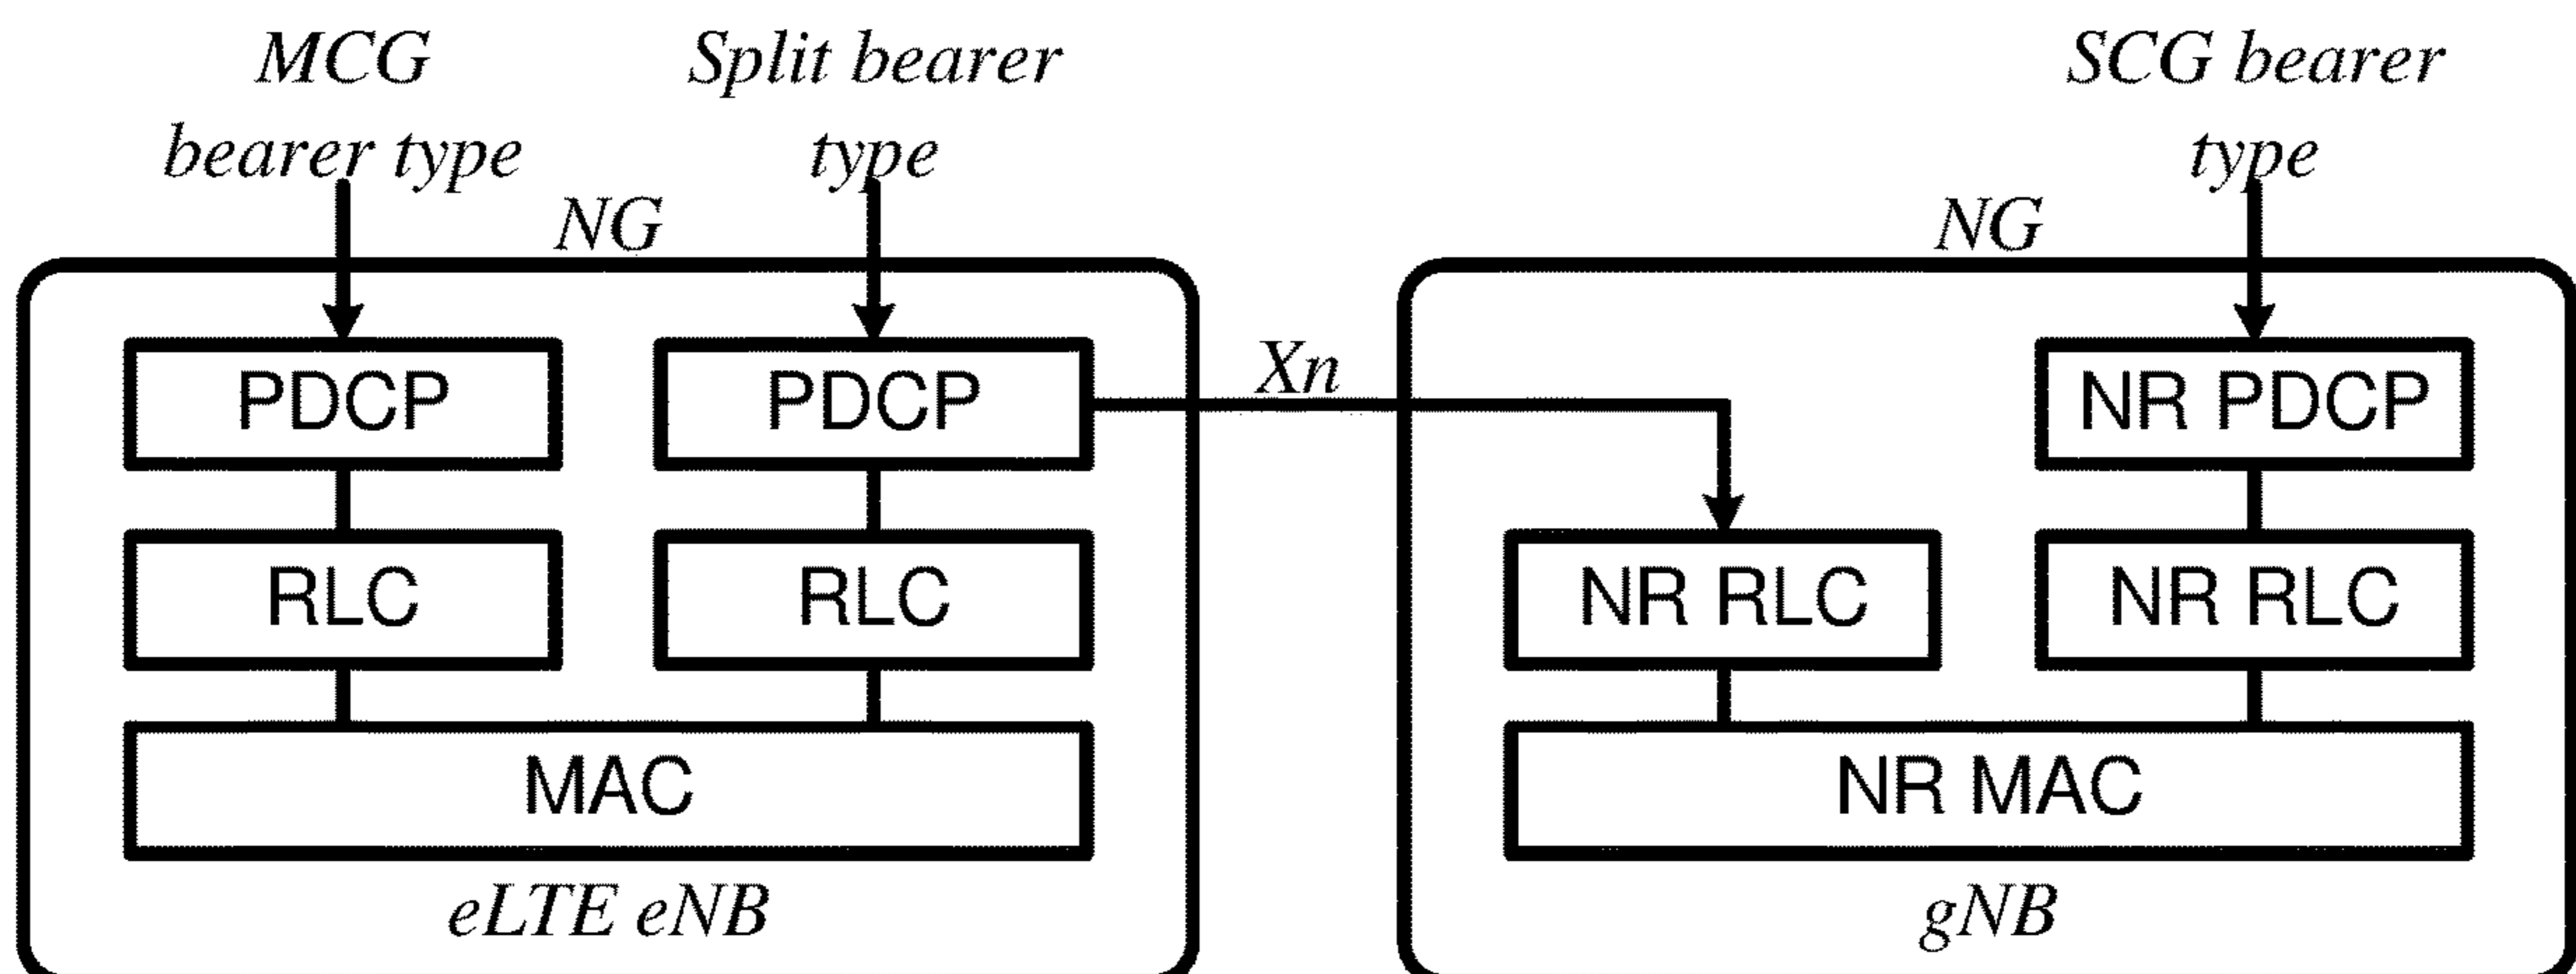 MCG
bearer type
Split bearer
type
SCG bearer
type
NG
NG
Xn
PDCP
PDCP
NR PDCP
RLC
RLC
NR RLC
NR RLC
MAC
NR MAC
eLTE eNB
gNB